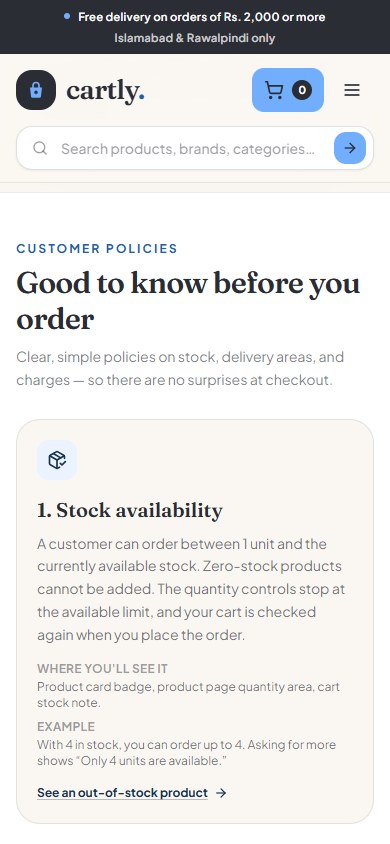 Free delivery on orders of Rs. 2,000 or more
Islamabad & Rawalpindi only
cartly.
0
Search products, brands, categories…
CUSTOMER POLICIES
Good to know before you
order
Clear, simple policies on stock, delivery areas, and
charges — so there are no surprises at checkout.
1. Stock availability
A customer can order between 1 unit and the
currently available stock. Zero-stock products
cannot be added. The quantity controls stop at
the available limit, and your cart is checked
again when you place the order.
WHERE YOU'LL SEE IT
Product card badge, product page quantity area, cart
stock note.
EXAMPLE
With 4 in stock, you can order up to 4. Asking for more
shows “Only 4 units are available.”
See an out-of-stock product